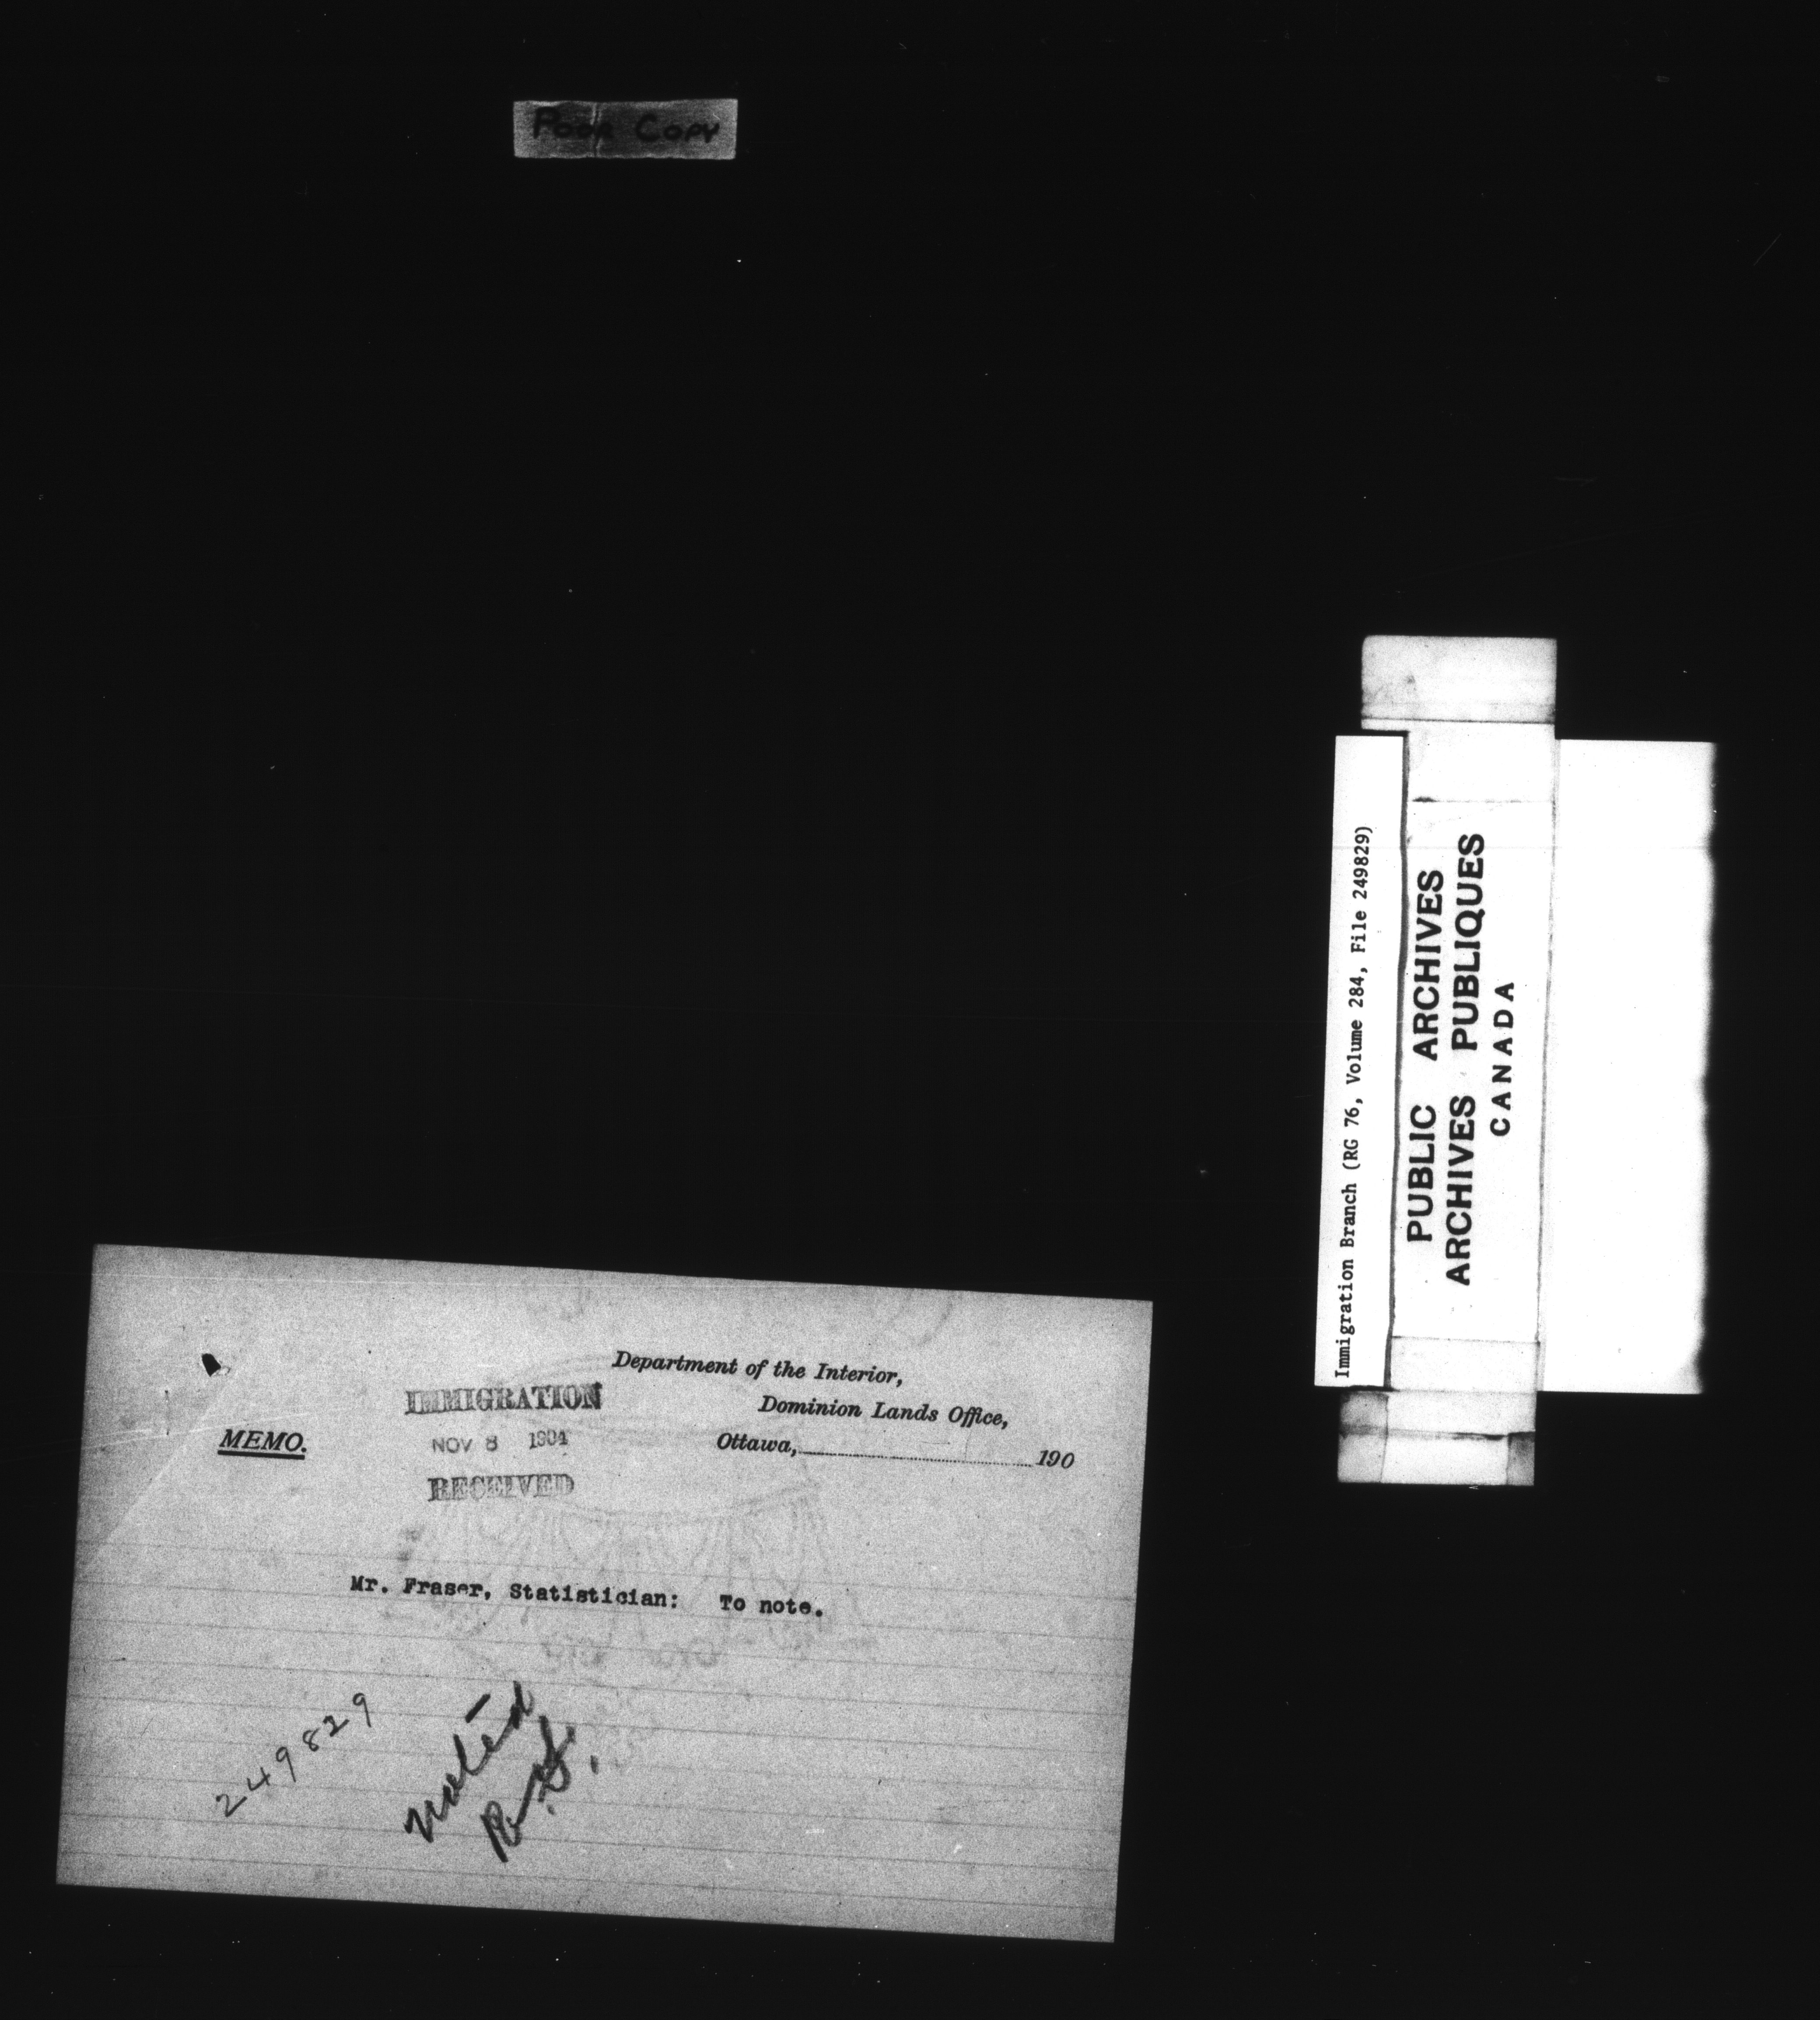 Poor Copy
Immigration Branch (RG 76, Volume 284, File 249829)
PUBLIC ARCHIVES
ARCHIVES PUBLIQUES
CANADA
Department of the Interior,
Dominion Lands Office,
Ottawa, 190
MEMO.
IMMIGRATION
NOV 8 1904
RECEIVED
Mr. Fraser, Statistician: To note.
249829
Noted